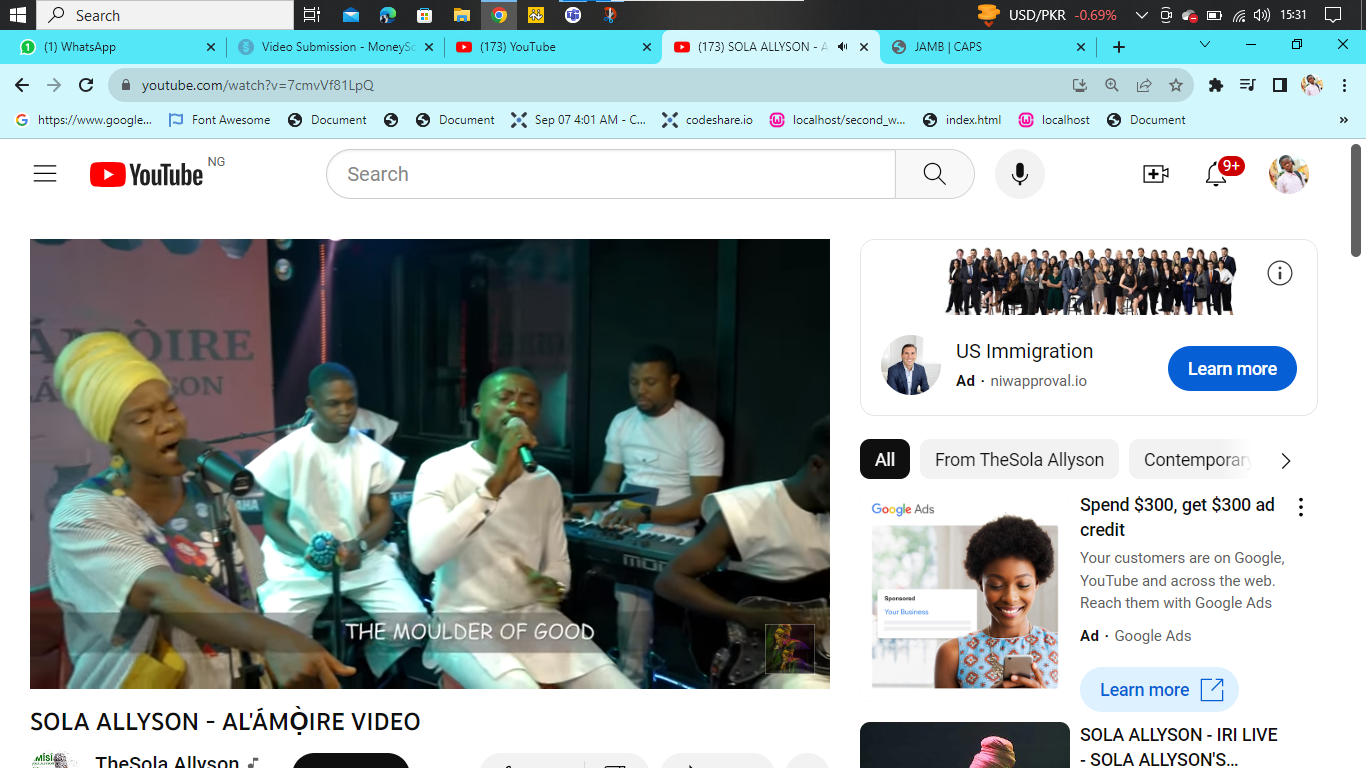 Search
USD/PKR -0.69%
15:31
(1) WhatsApp
Video Submission - MoneySc
(173) YouTube
(173) SOLA ALLYSON - A
JAMB | CAPS
youtube.com/watch?v=7cmvVf81LpQ
https://www.google...
Font Awesome
Document
Document
Sep 07 4:01 AM - C...
codeshare.io
localhost/second_w...
index.html
localhost
Document
»
YouTube NG
Search
9+
ÁMÒIRE
YSON
YAMAHA
THE MOULDER OF GOOD
US Immigration
Ad · niwapproval.io
Learn more
All
From TheSola Allyson
Contemporary
Google Ads
Sponsored
Your Business
Spend $300, get $300 ad
credit
Your customers are on Google,
YouTube and across the web.
Reach them with Google Ads
Ad · Google Ads
Learn more
SOLA ALLYSON - AL'ÁMỌ̀IRE VIDEO
TheSola Allyson
SOLA ALLYSON - IRI LIVE
- SOLA ALLYSON'S...